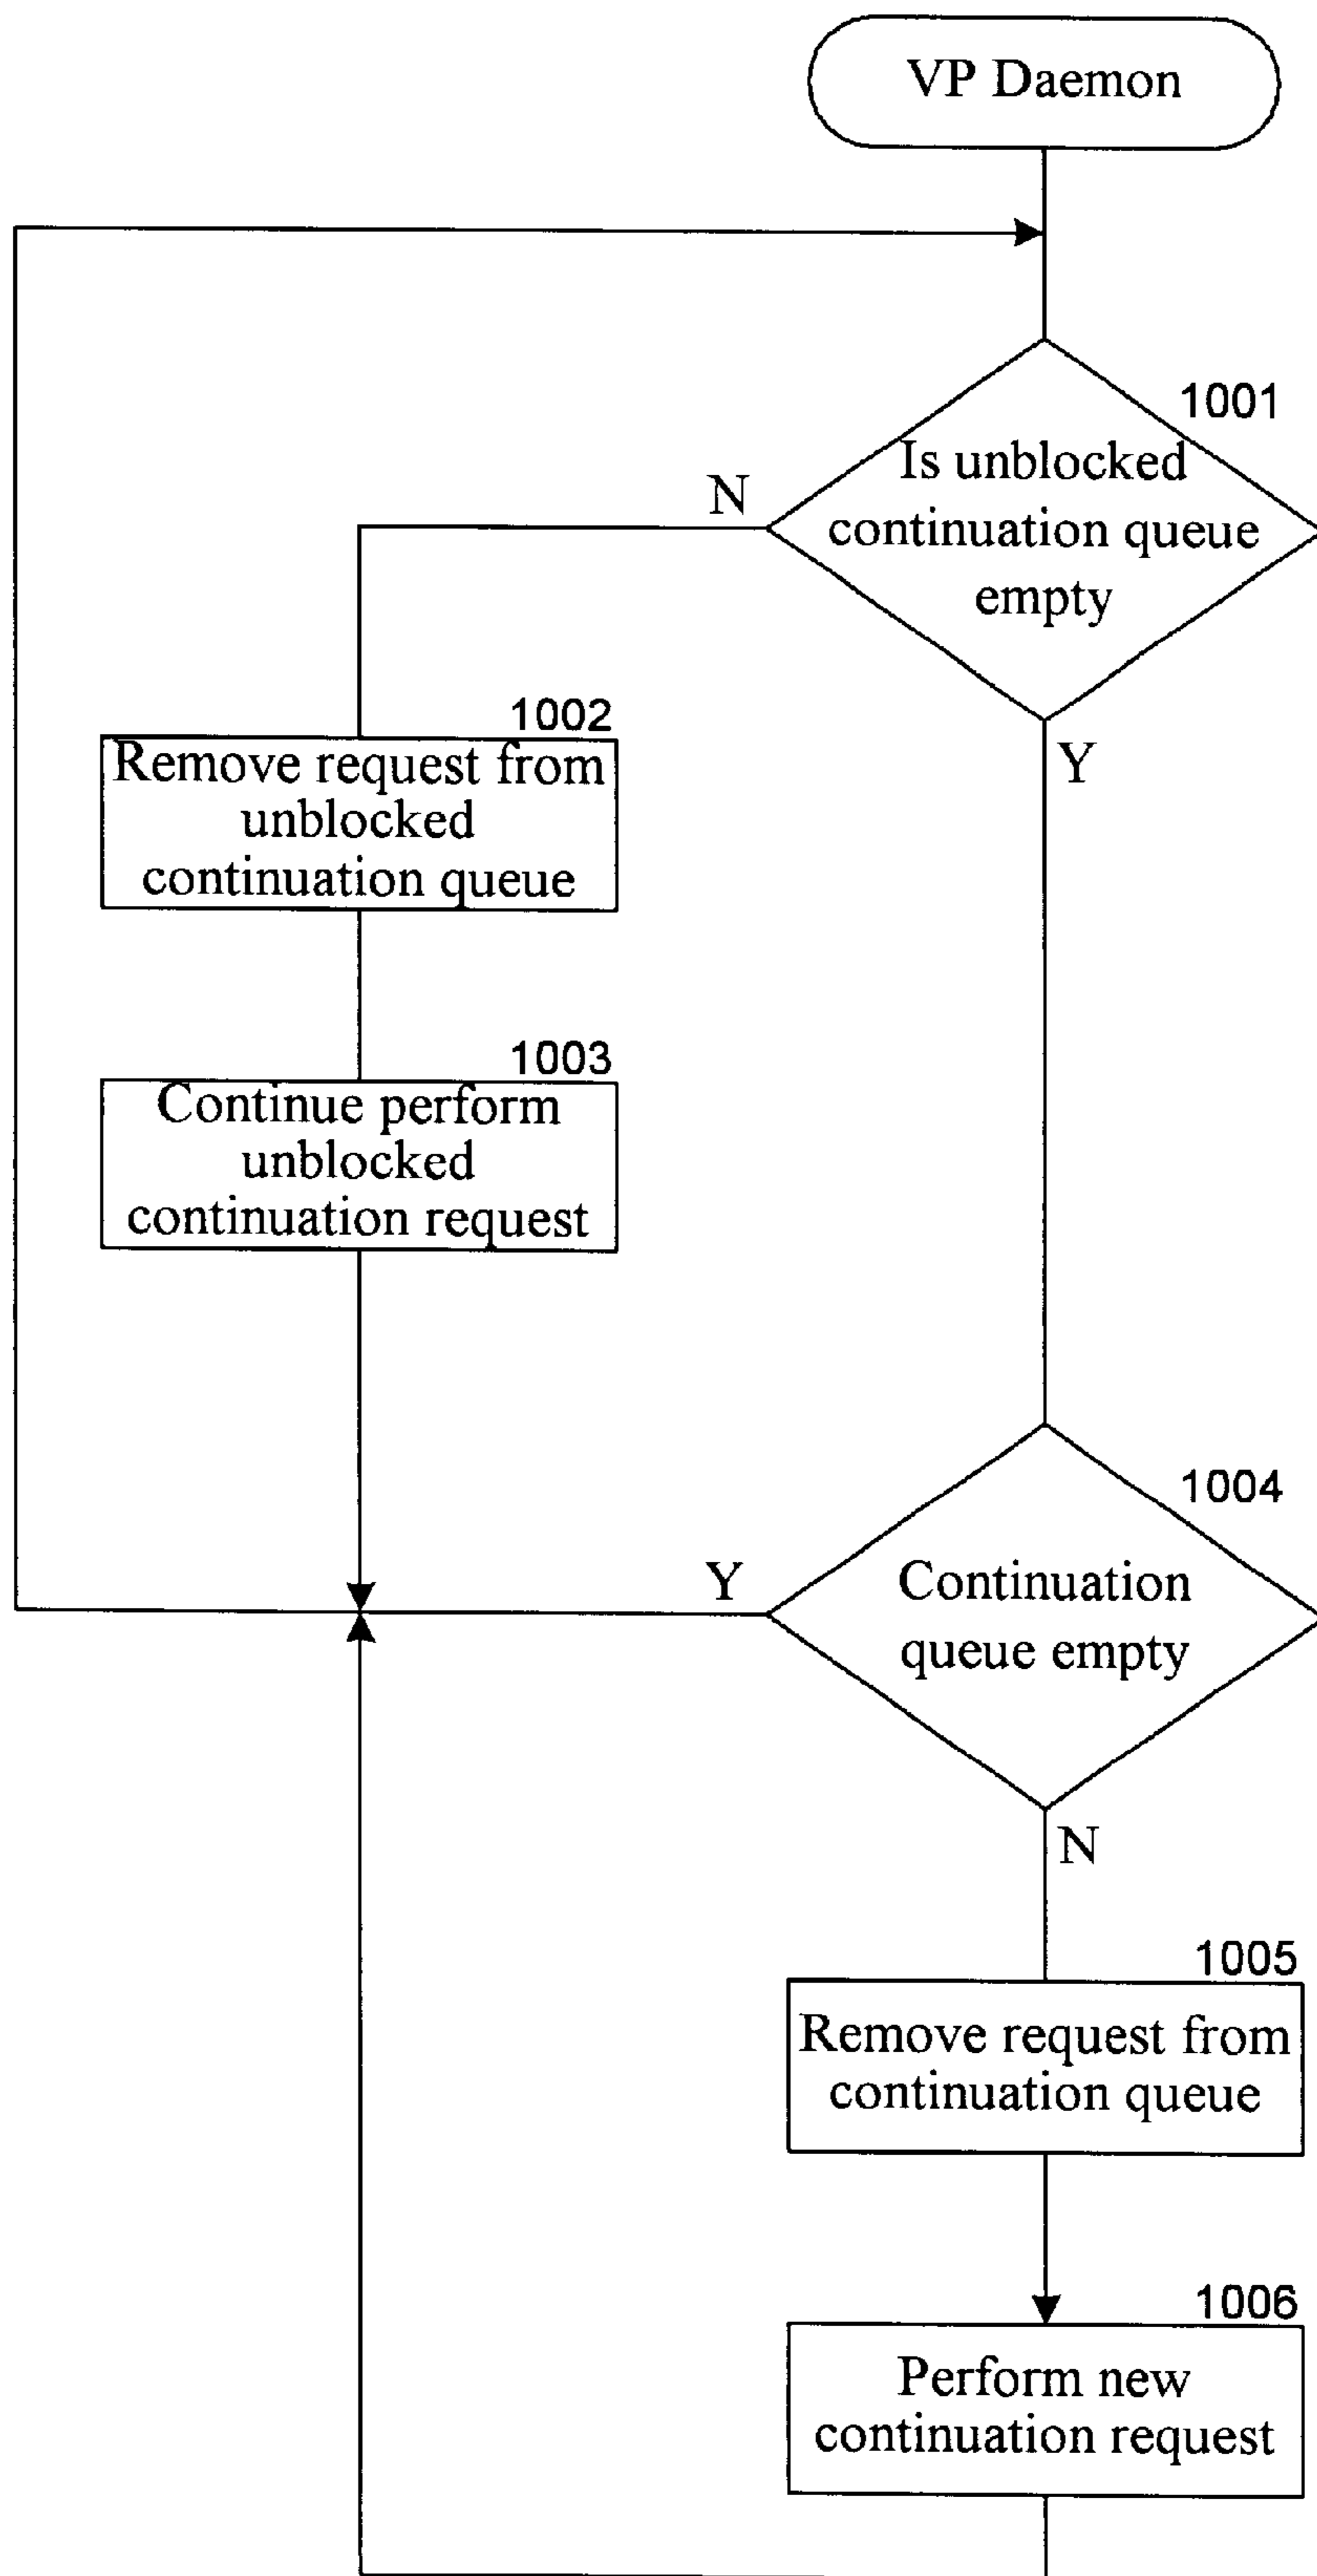 VP Daemon
1001
Is unblocked
continuation queue
empty
N
Y
1002
Remove request from
unblocked
continuation queue
1003
Continue perform
unblocked
continuation request
1004
Continuation
queue empty
Y
N
1005
Remove request from
continuation queue
1006
Perform new
continuation request